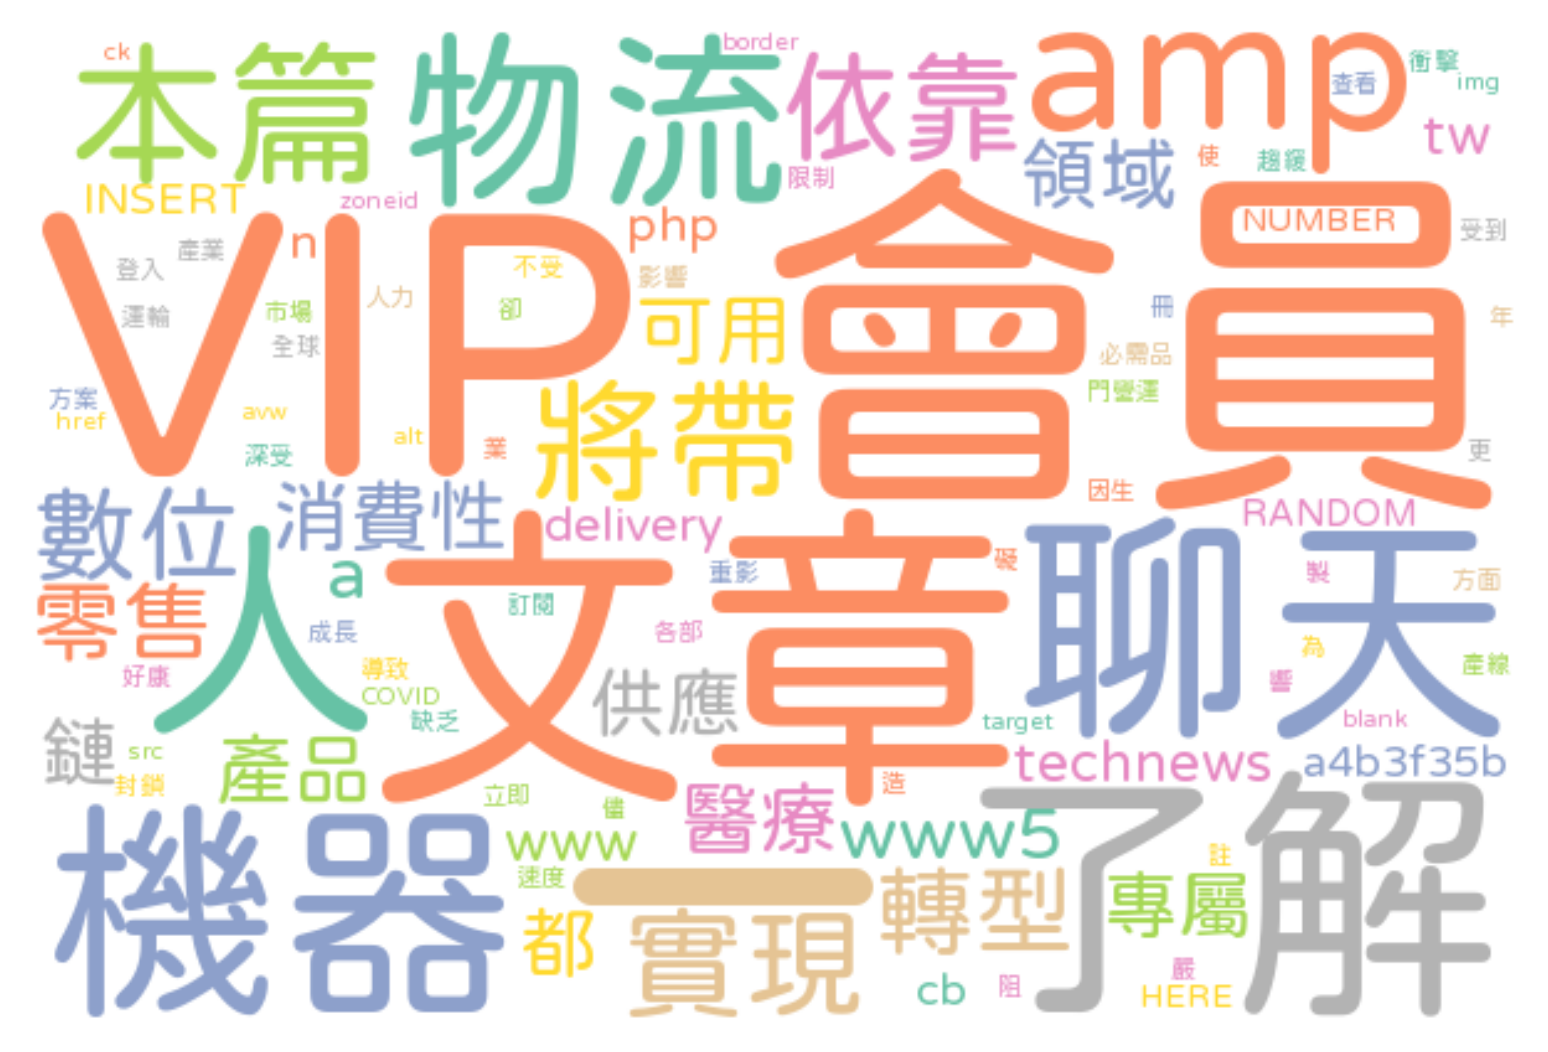 ck
border
本篇
物流
依靠
amp
衝擊
查看
img
tw
領域
使
趨緩
限制
INSERT
zoneid
php
NUMBER
受到
VIP
會員
n
產業
登入
不受
影響
人力
市場
卻
運輸
全球
可用
冊
年
必需品
門營運
方案
href
avw
alt
深受
業
將帶
更
因生
數位
消費性
delivery
RANDOM
人
a
文章
聊天
重影
礙
製
方面
零售
訂閱
成長
各部
為
產線
好康
導致
COVID
缺乏
供應
響
target
blank
鏈
src
封鎖
產品
technews
a4b3f35b
立即
儘
造
醫療
了解
機器
www
www5
速度
一
註
轉型
專屬
都
實現
cb
阻
嚴
HERE